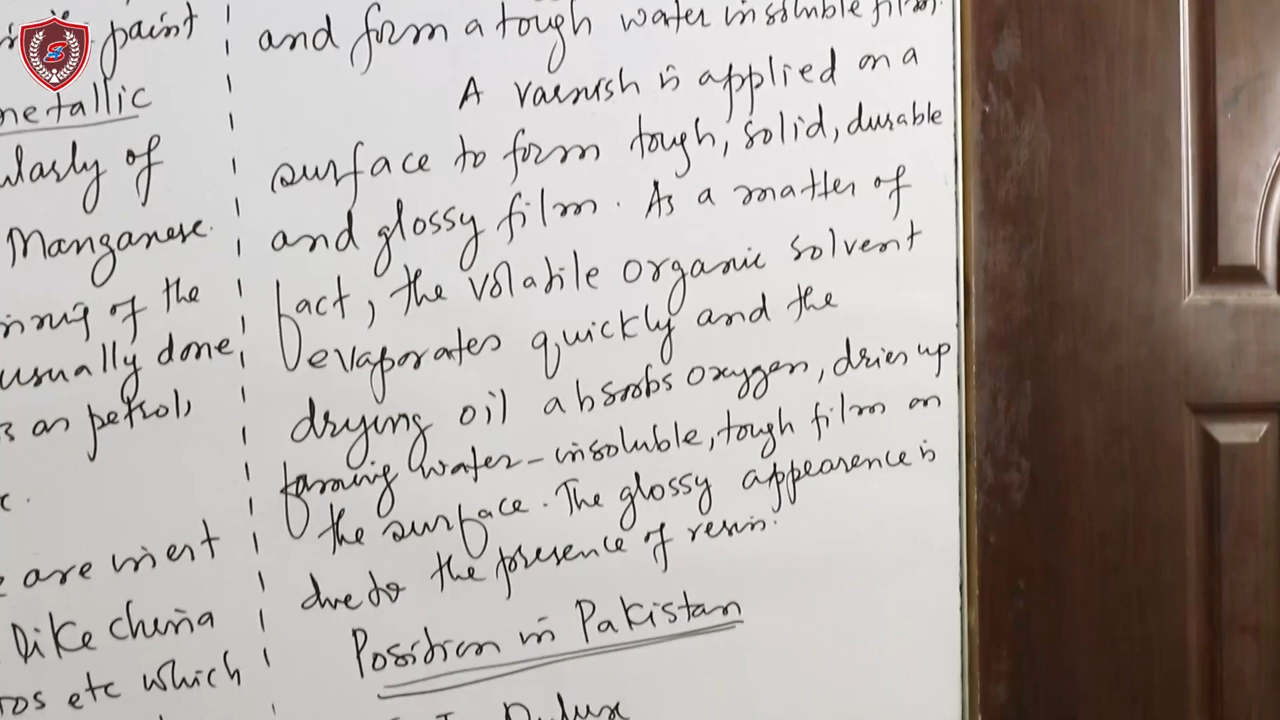 paint
metallic
of
Manganese.
of the
usually done
as petrol,
are inert
like china
etc which
and form a tough water insoluble film.
A varnish is applied on a
surface to form tough, solid, durable
and glossy film. As a matter of
fact, the volatile organic solvent
evaporates quickly and the
drying oil absorbs oxygen, dries up
forming water-insoluble, tough film on
the surface. The glossy appearence is
due to the presence of resin.
Position in Pakistan
Dulux